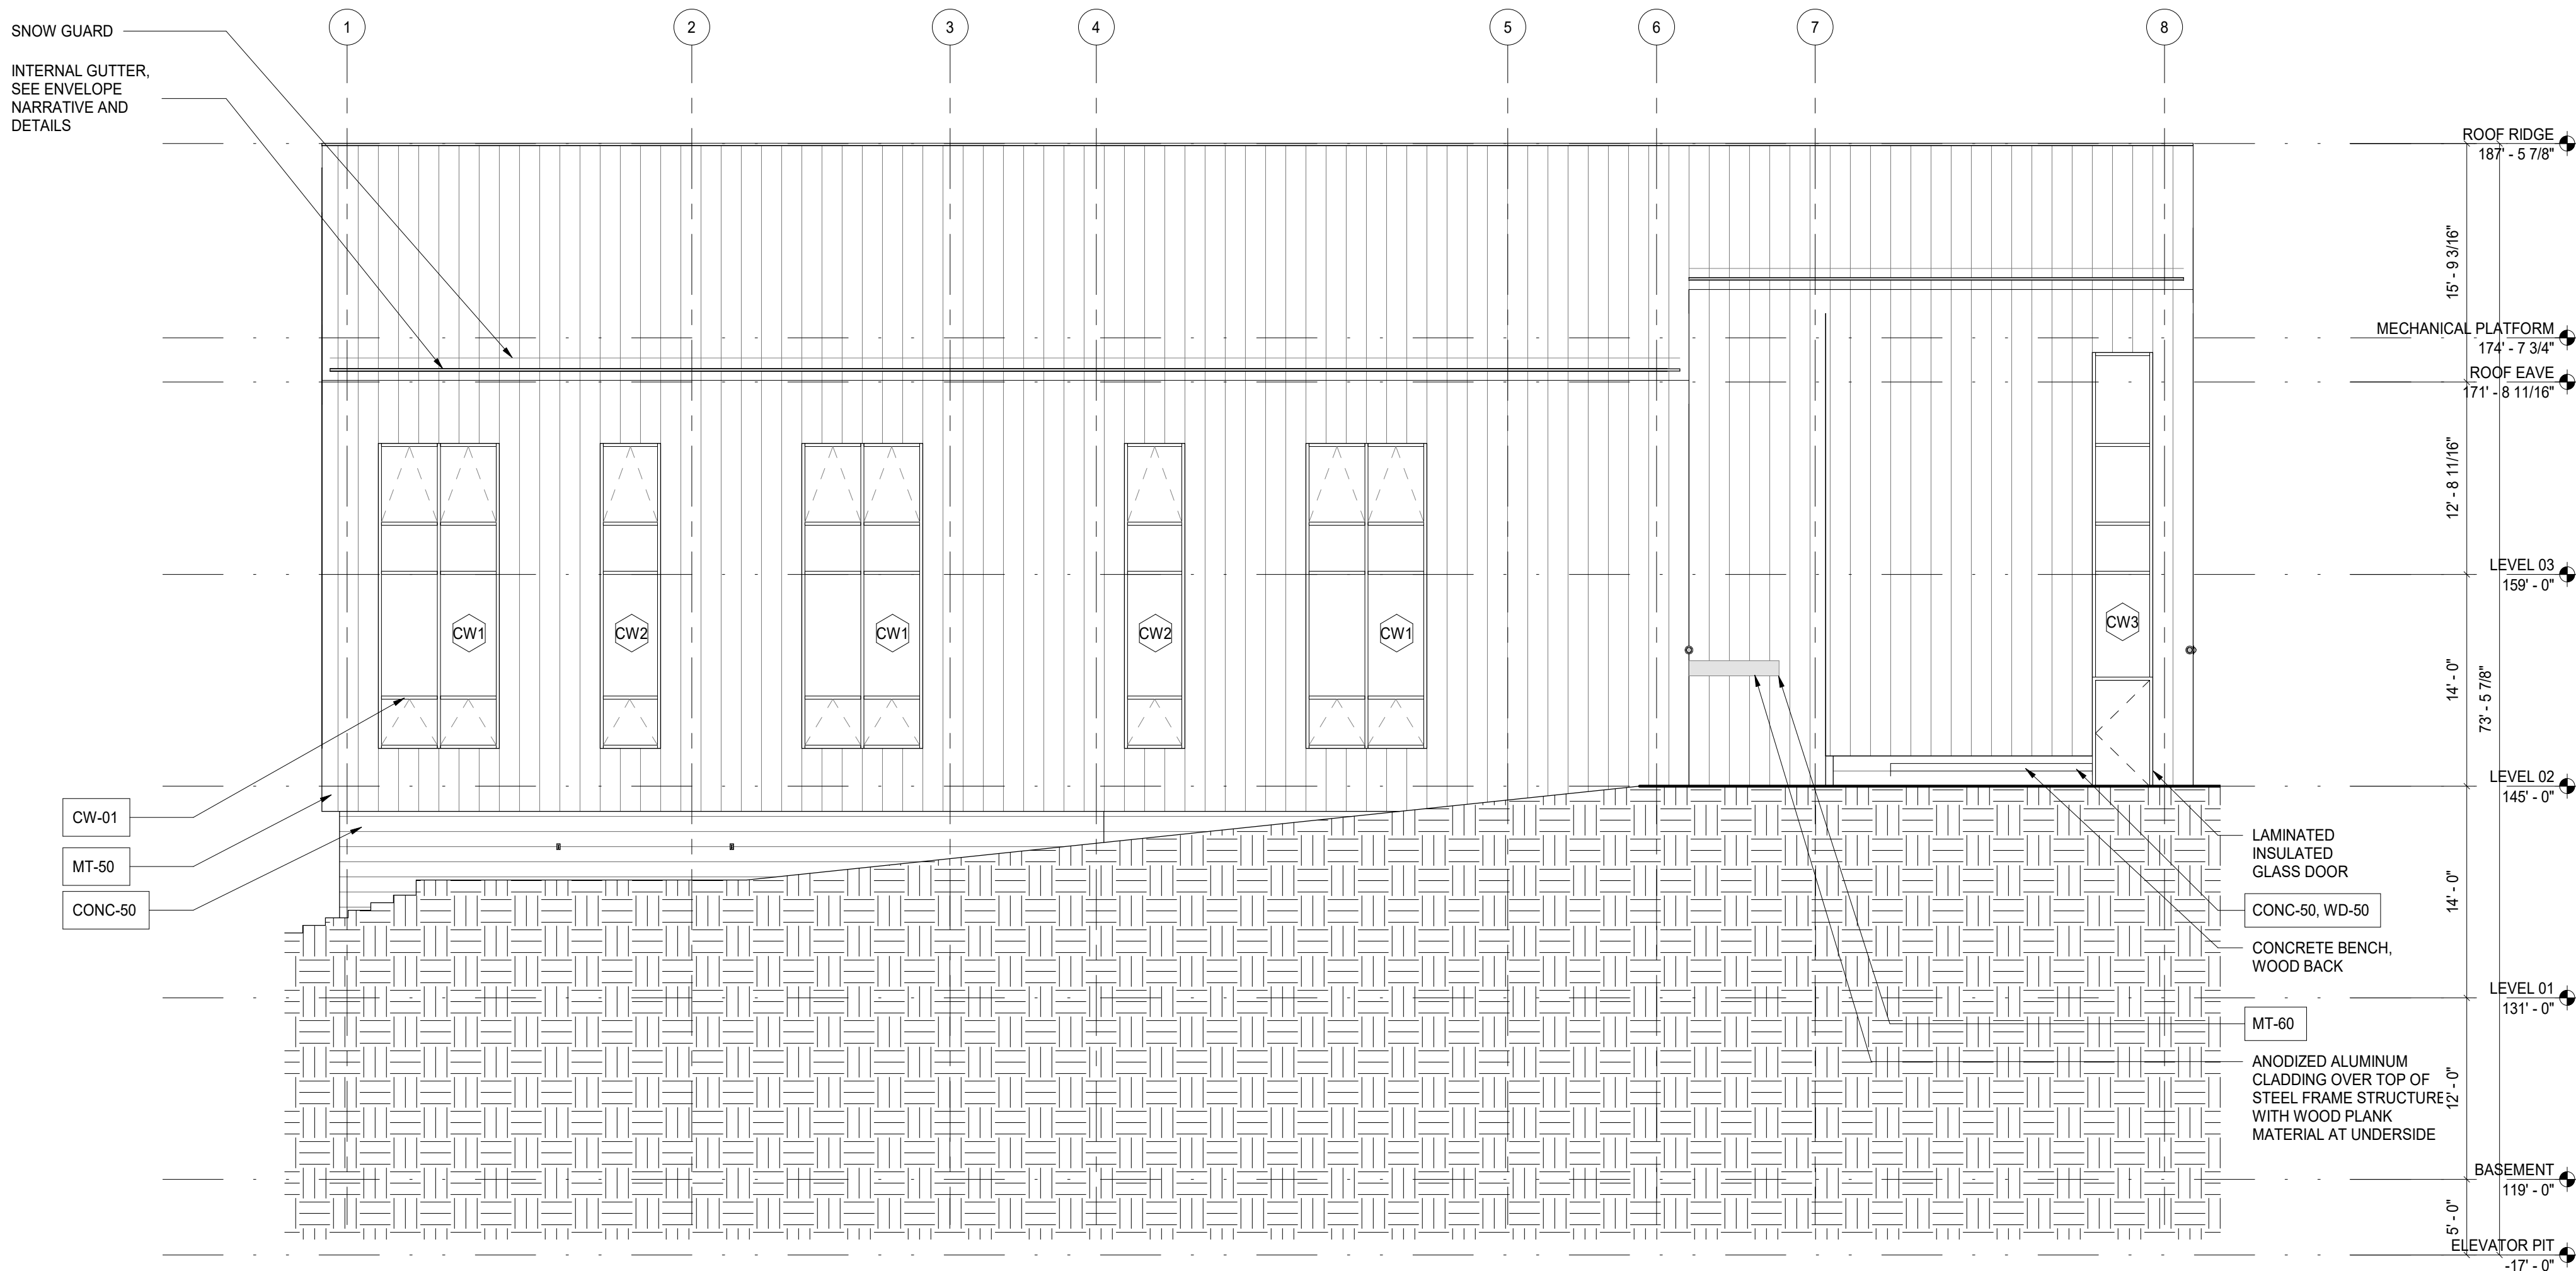 1
2
3
4
5
6
7
8
SNOW GUARD
INTERNAL GUTTER,
SEE ENVELOPE
NARRATIVE AND
DETAILS
ROOF RIDGE
187' - 5 7/8"
15' - 9 3/16"
MECHANICAL PLATFORM
174' - 7 3/4"
ROOF EAVE
171' - 8 11/16"
12' - 8 11/16"
LEVEL 03
159' - 0"
CW1
CW2
CW1
CW2
CW1
CW3
14' - 0"
73' - 5 7/8"
LEVEL 02
145' - 0"
CW-01
MT-50
CONC-50
LAMINATED
INSULATED
GLASS DOOR
CONC-50, WD-50
CONCRETE BENCH,
WOOD BACK
14' - 0"
LEVEL 01
131' - 0"
MT-60
ANODIZED ALUMINUM
CLADDING OVER TOP OF
STEEL FRAME STRUCTURE
WITH WOOD PLANK
MATERIAL AT UNDERSIDE
12' - 0"
BASEMENT
119' - 0"
5' - 0"
ELEVATOR PIT
-17' - 0"